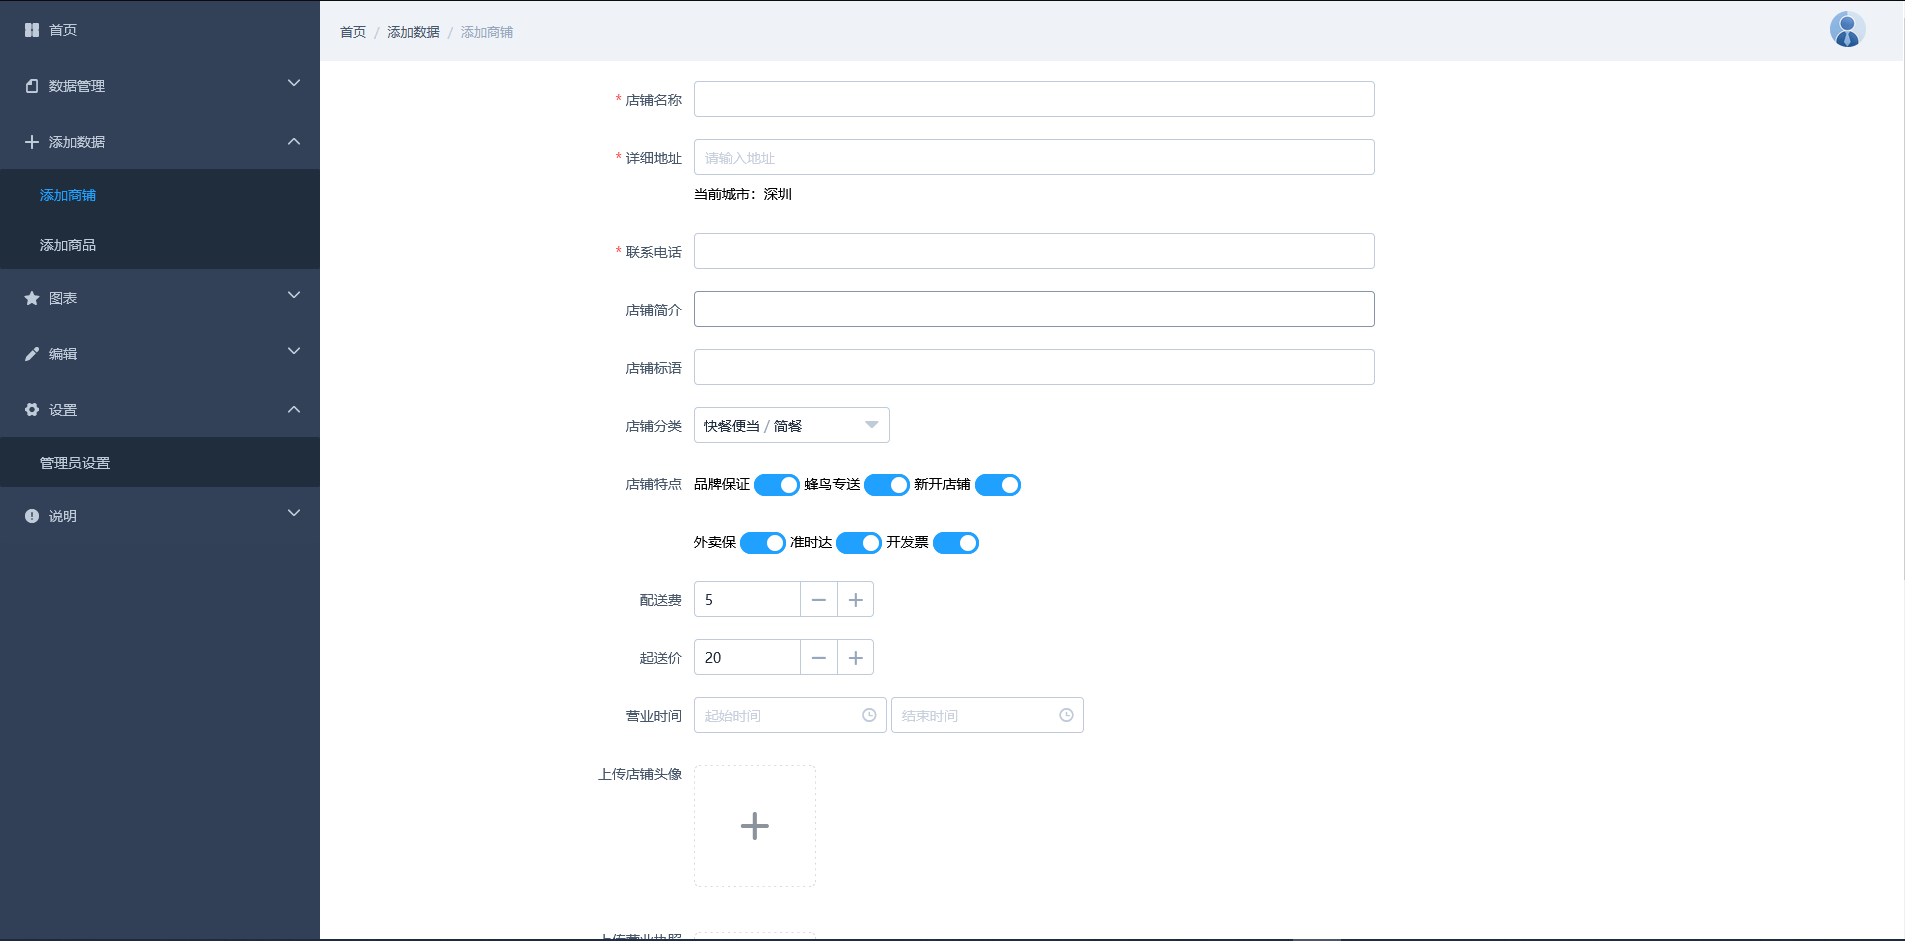 首页
数据管理
添加数据
添加商铺
添加商品
图表
编辑
设置
管理员设置
说明
首页 / 添加数据 / 添加商铺
* 店铺名称
* 详细地址 请输入地址
当前城市：深圳
* 联系电话
店铺简介
店铺标语
店铺分类 快餐便当 / 简餐
店铺特点 品牌保证 蜂鸟专送 新开店铺
外卖保 准时达 开发票
配送费 5
起送价 20
营业时间 起始时间 结束时间
上传店铺头像
上传营业执照